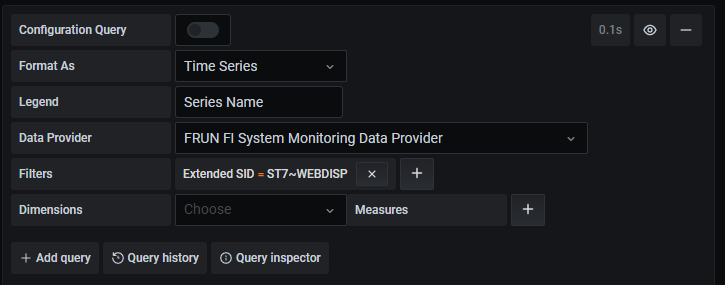 Configuration Query 0.1s
Format As Time Series
Legend Series Name
Data Provider FRUN FI System Monitoring Data Provider
Filters Extended SID = ST7~WEBDISP × +
Dimensions Choose Measures +
+ Add query Query history Query inspector